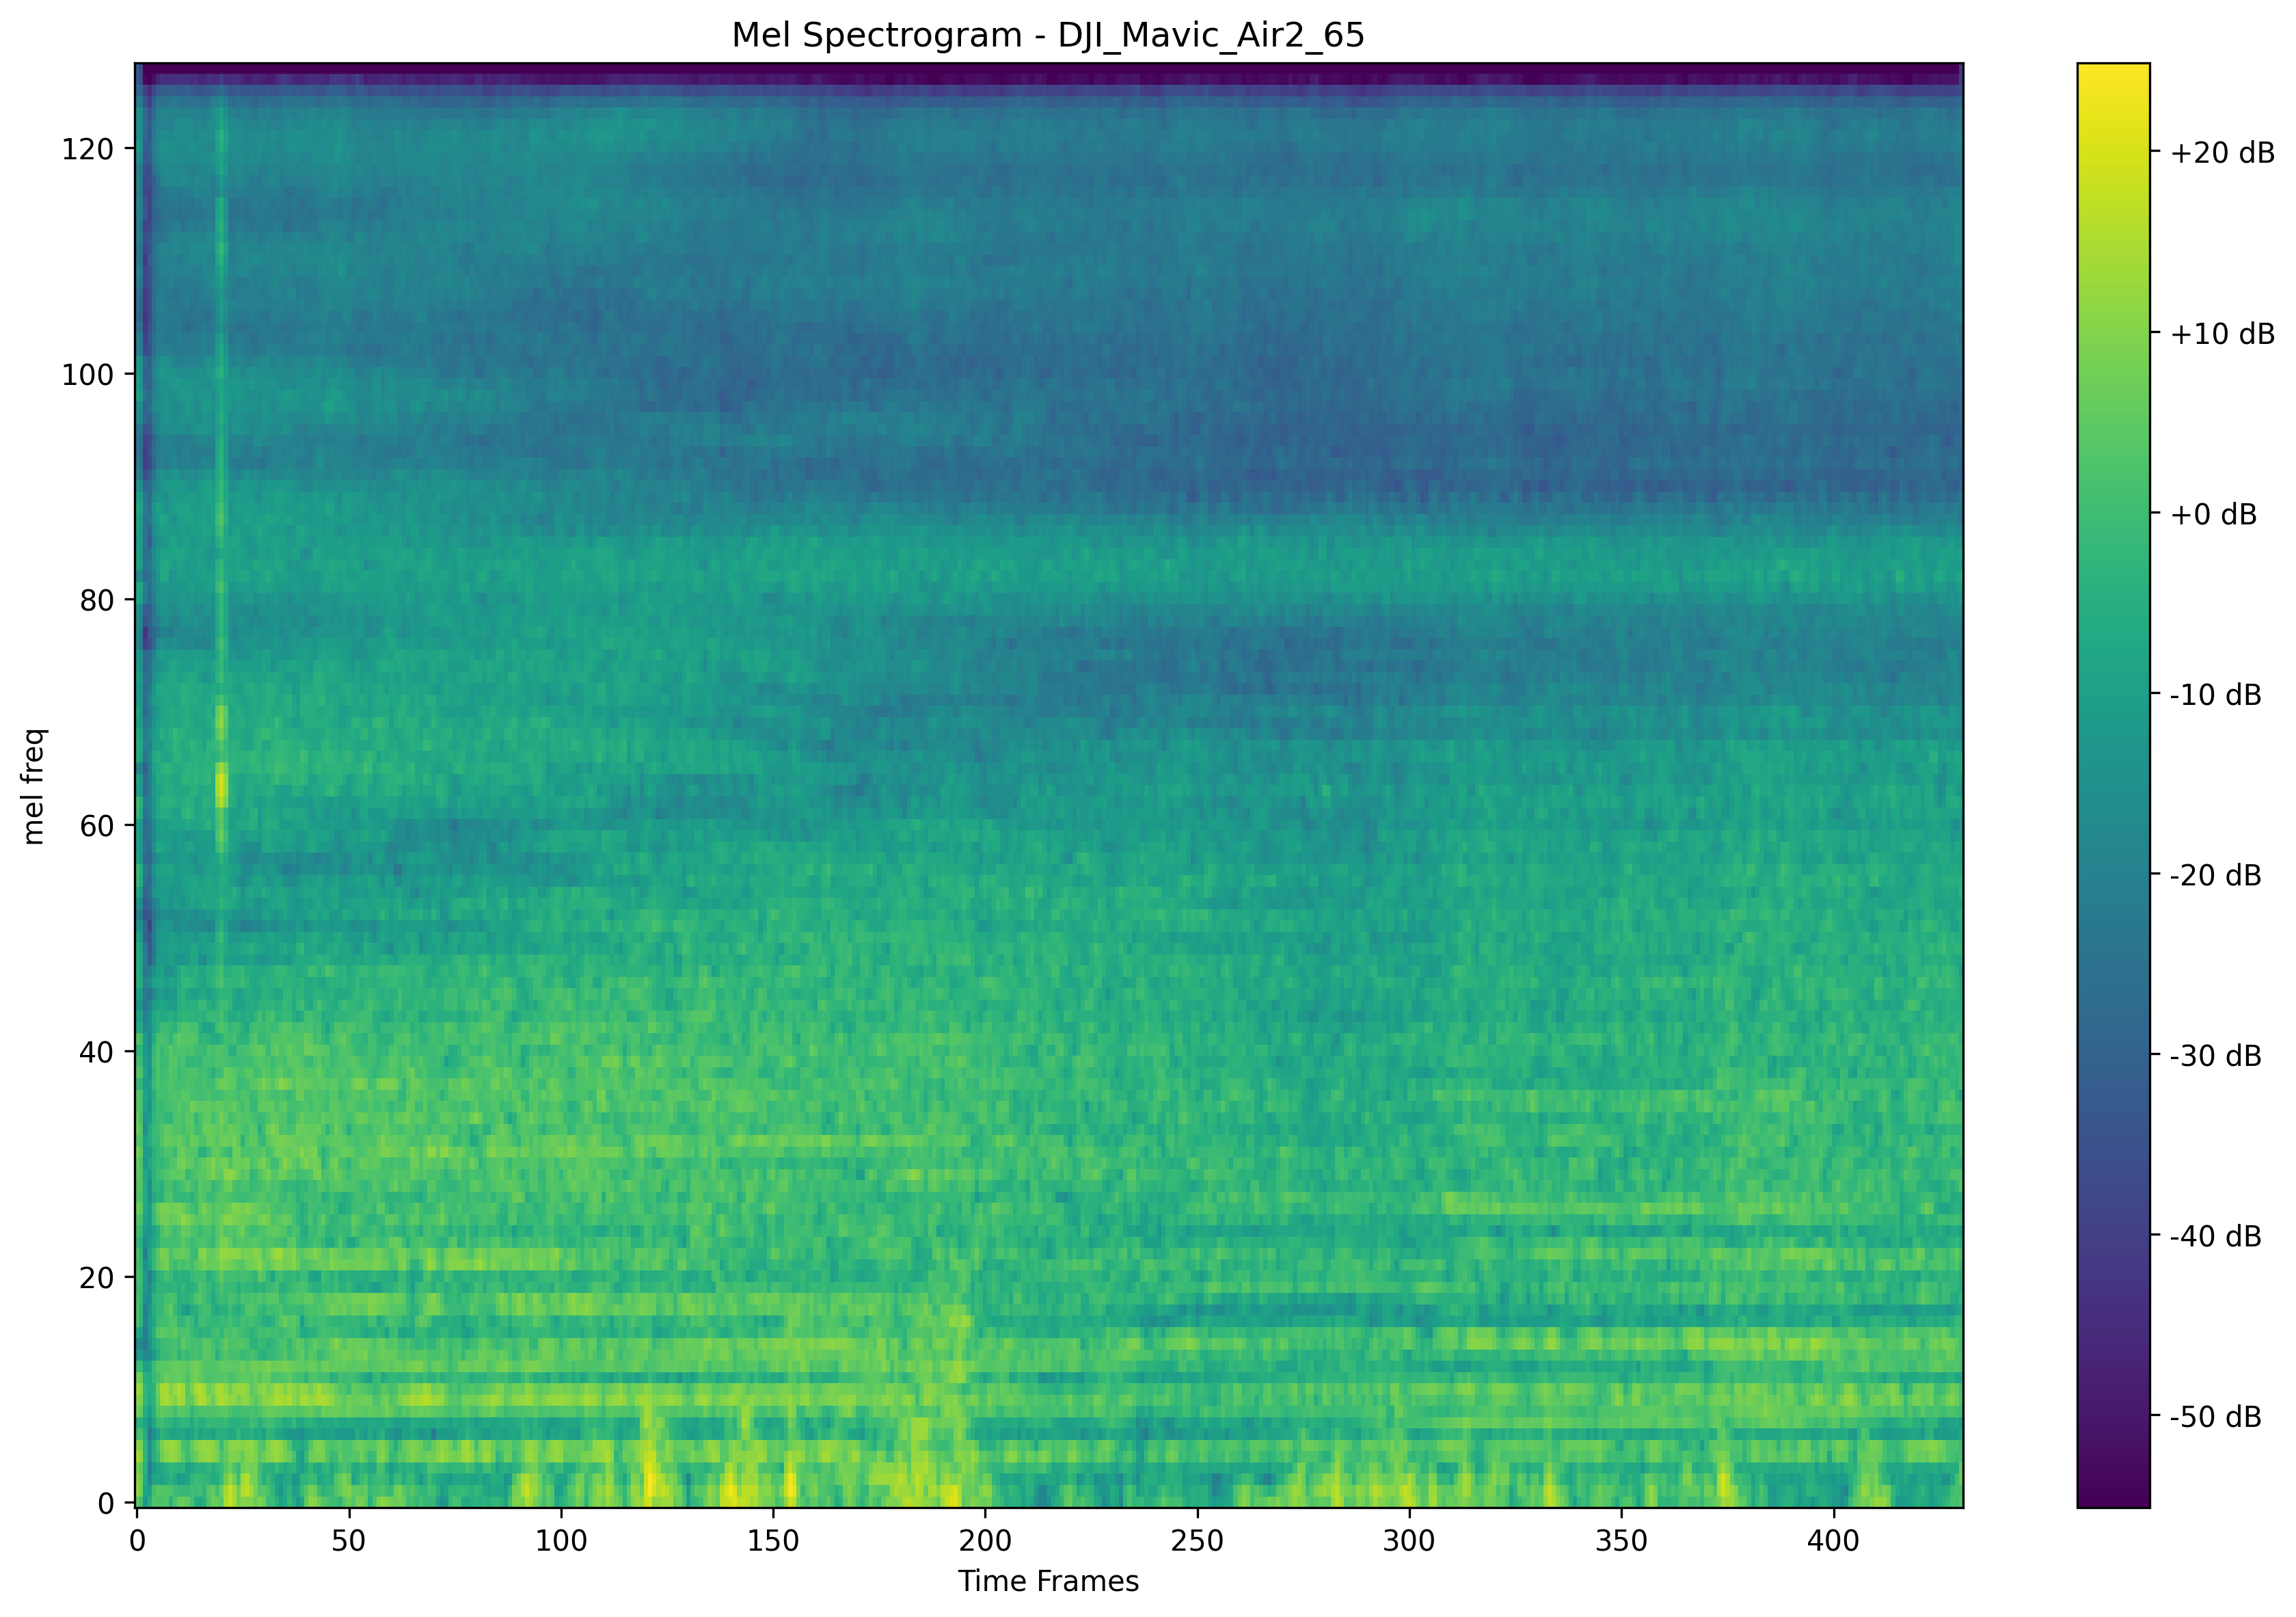 Mel Spectrogram - DJI_Mavic_Air2_65
mel freq
120
100
80
60
40
20
0
0 50 100 150 200 250 300 350 400
Time Frames
+20 dB
+10 dB
+0 dB
-10 dB
-20 dB
-30 dB
-40 dB
-50 dB